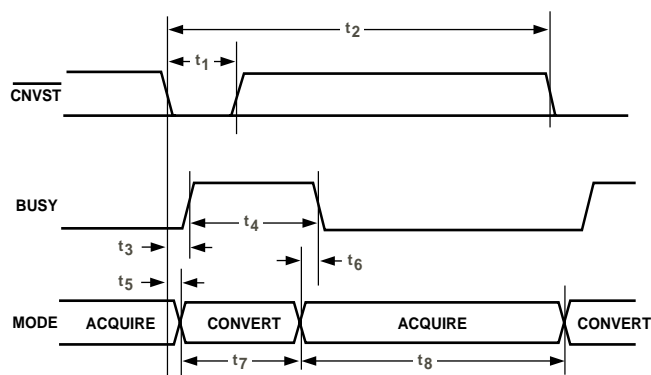 t2
t1
CNVST
BUSY
t4
t3
t6
t5
MODE ACQUIRE CONVERT ACQUIRE CONVERT
t7 t8